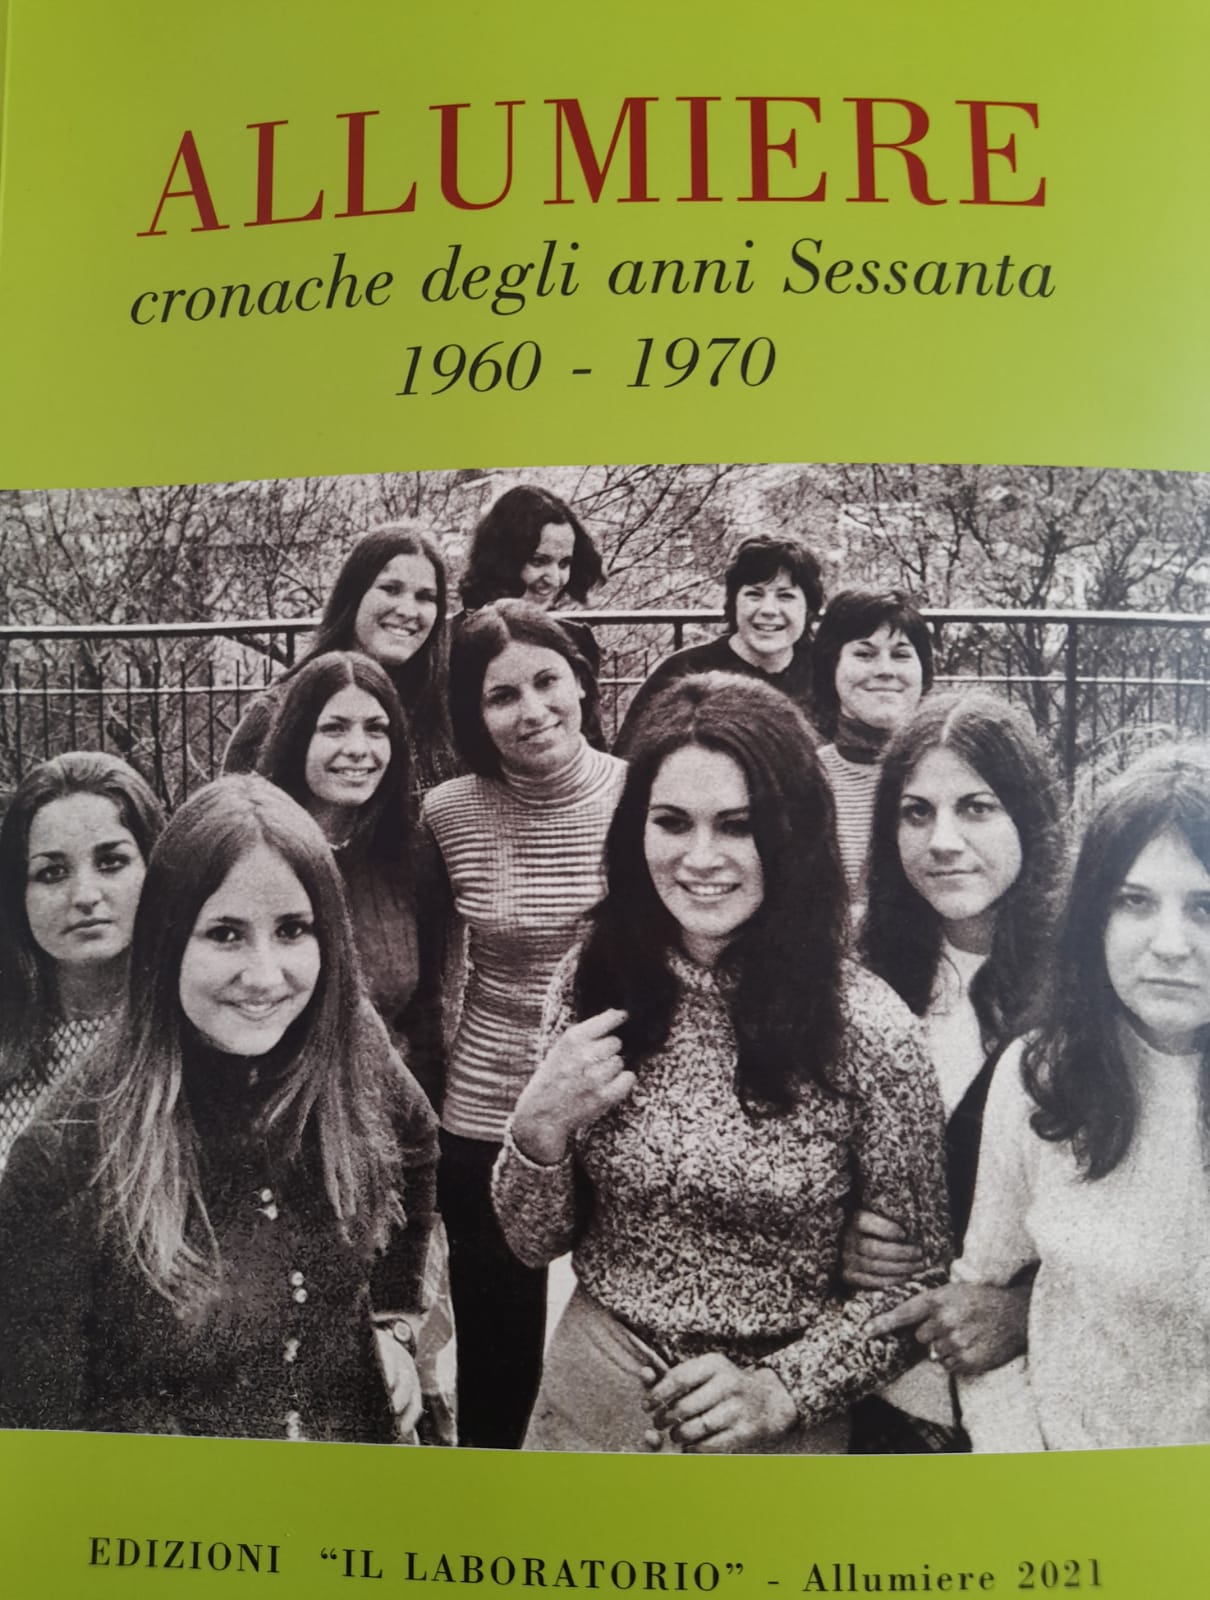 ALLUMIERE
cronache degli anni Sessanta
1960 - 1970
EDIZIONI “IL LABORATORIO” - Allumiere 2021